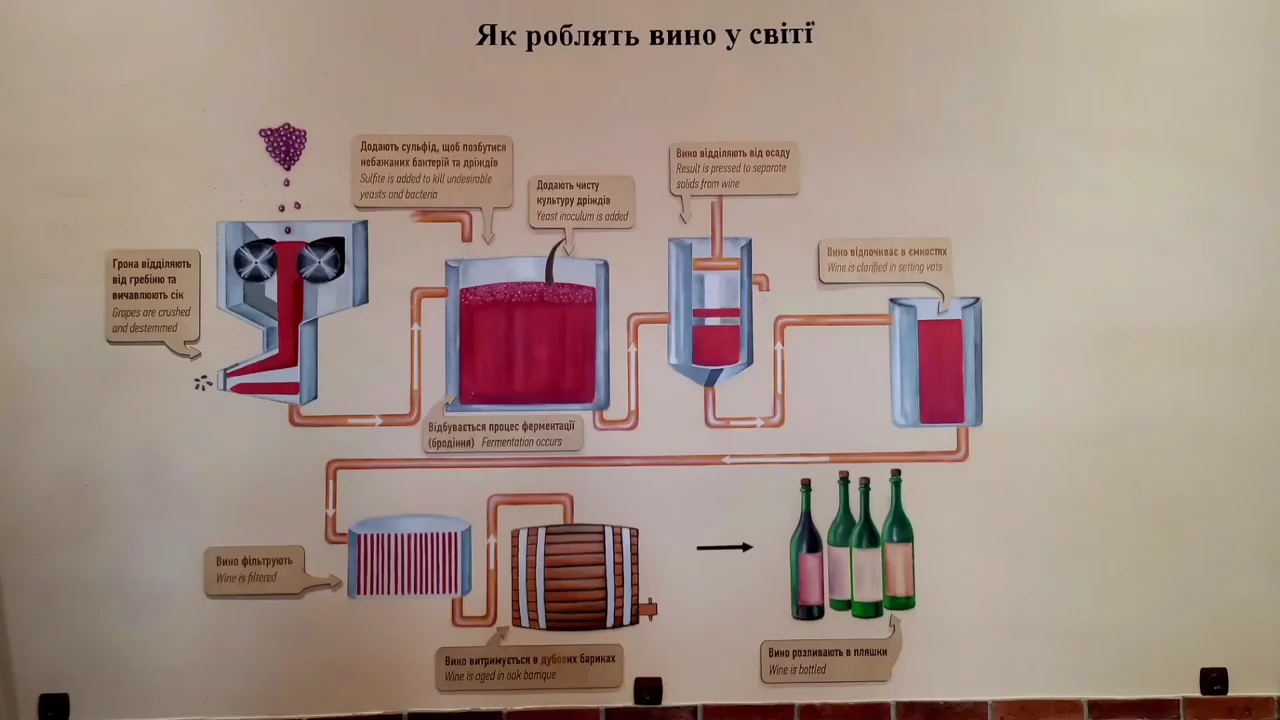 Як роблять вино у світі
Додають сульфід, щоб позбутися
небажаних бактерій та дріждів
Sulfite is added to kill undesirable
yeasts and bacteria
Додають чисту
культуру дріждів
Yeast inoculum is added
Вино відділяють від осаду
Result is pressed to separate
solids from wine
Вино відпочиває в ємкостях
Wine is clarified in setting vats
Грона відділяють
від гребіню та
вичавлюють сік
Grapes are crushed
and destemmed
Відбувається процес ферментації
(бродіння) Fermentation occurs
Вино фільтрують
Wine is filtered
Вино витримується в дубових бариках
Wine is aged in oak barrique
Вино розливають в пляшки
Wine is bottled